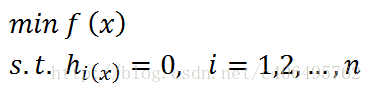 min f (x)
s.t. h_{i(x)} = 0, i = 1,2,...,n